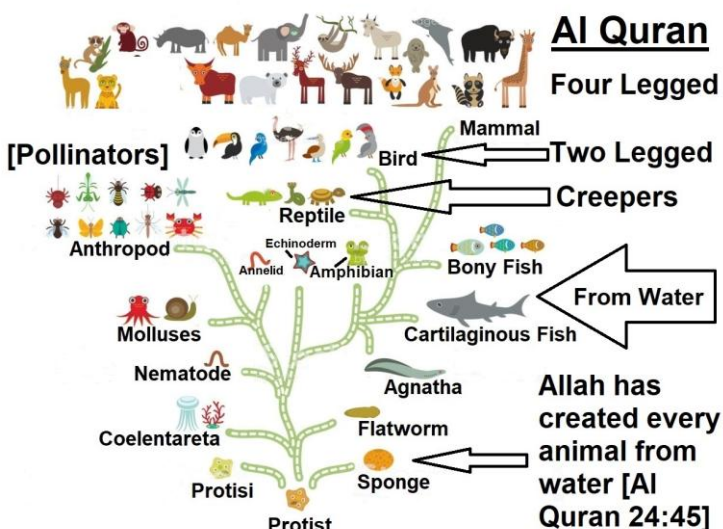 Al Quran
Four Legged
Mammal
[Pollinators]
Bird
Two Legged
Reptile
Creepers
Anthropod
Echinoderm
Annelid
Amphibian
Bony Fish
From Water
Molluses
Cartilaginous Fish
Nematode
Agnatha
Coelentareta
Flatworm
Protisi
Sponge
Protist
Allah has
created every
animal from
water [Al
Quran 24:45]